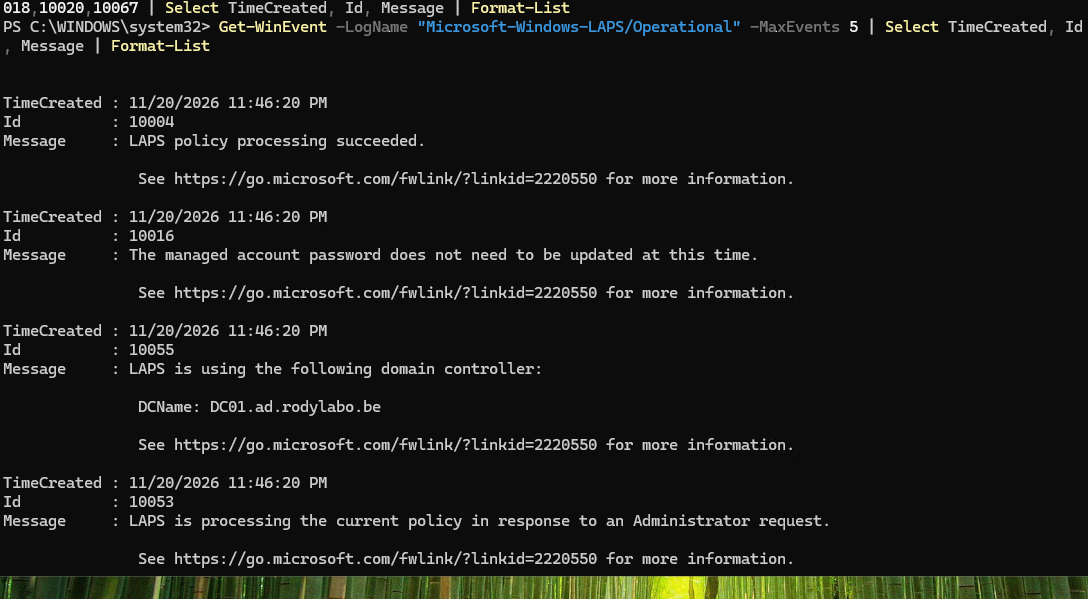 018,10020,10067 | Select TimeCreated, Id, Message | Format-List
PS C:\WINDOWS\system32> Get-WinEvent -LogName "Microsoft-Windows-LAPS/Operational" -MaxEvents 5 | Select TimeCreated, Id
, Message | Format-List
TimeCreated : 11/20/2026 11:46:20 PM
Id          : 10004
Message     : LAPS policy processing succeeded.
See https://go.microsoft.com/fwlink/?linkid=2220550 for more information.
TimeCreated : 11/20/2026 11:46:20 PM
Id          : 10016
Message     : The managed account password does not need to be updated at this time.
See https://go.microsoft.com/fwlink/?linkid=2220550 for more information.
TimeCreated : 11/20/2026 11:46:20 PM
Id          : 10055
Message     : LAPS is using the following domain controller:
DCName: DC01.ad.rodylabo.be
See https://go.microsoft.com/fwlink/?linkid=2220550 for more information.
TimeCreated : 11/20/2026 11:46:20 PM
Id          : 10053
Message     : LAPS is processing the current policy in response to an Administrator request.
See https://go.microsoft.com/fwlink/?linkid=2220550 for more information.